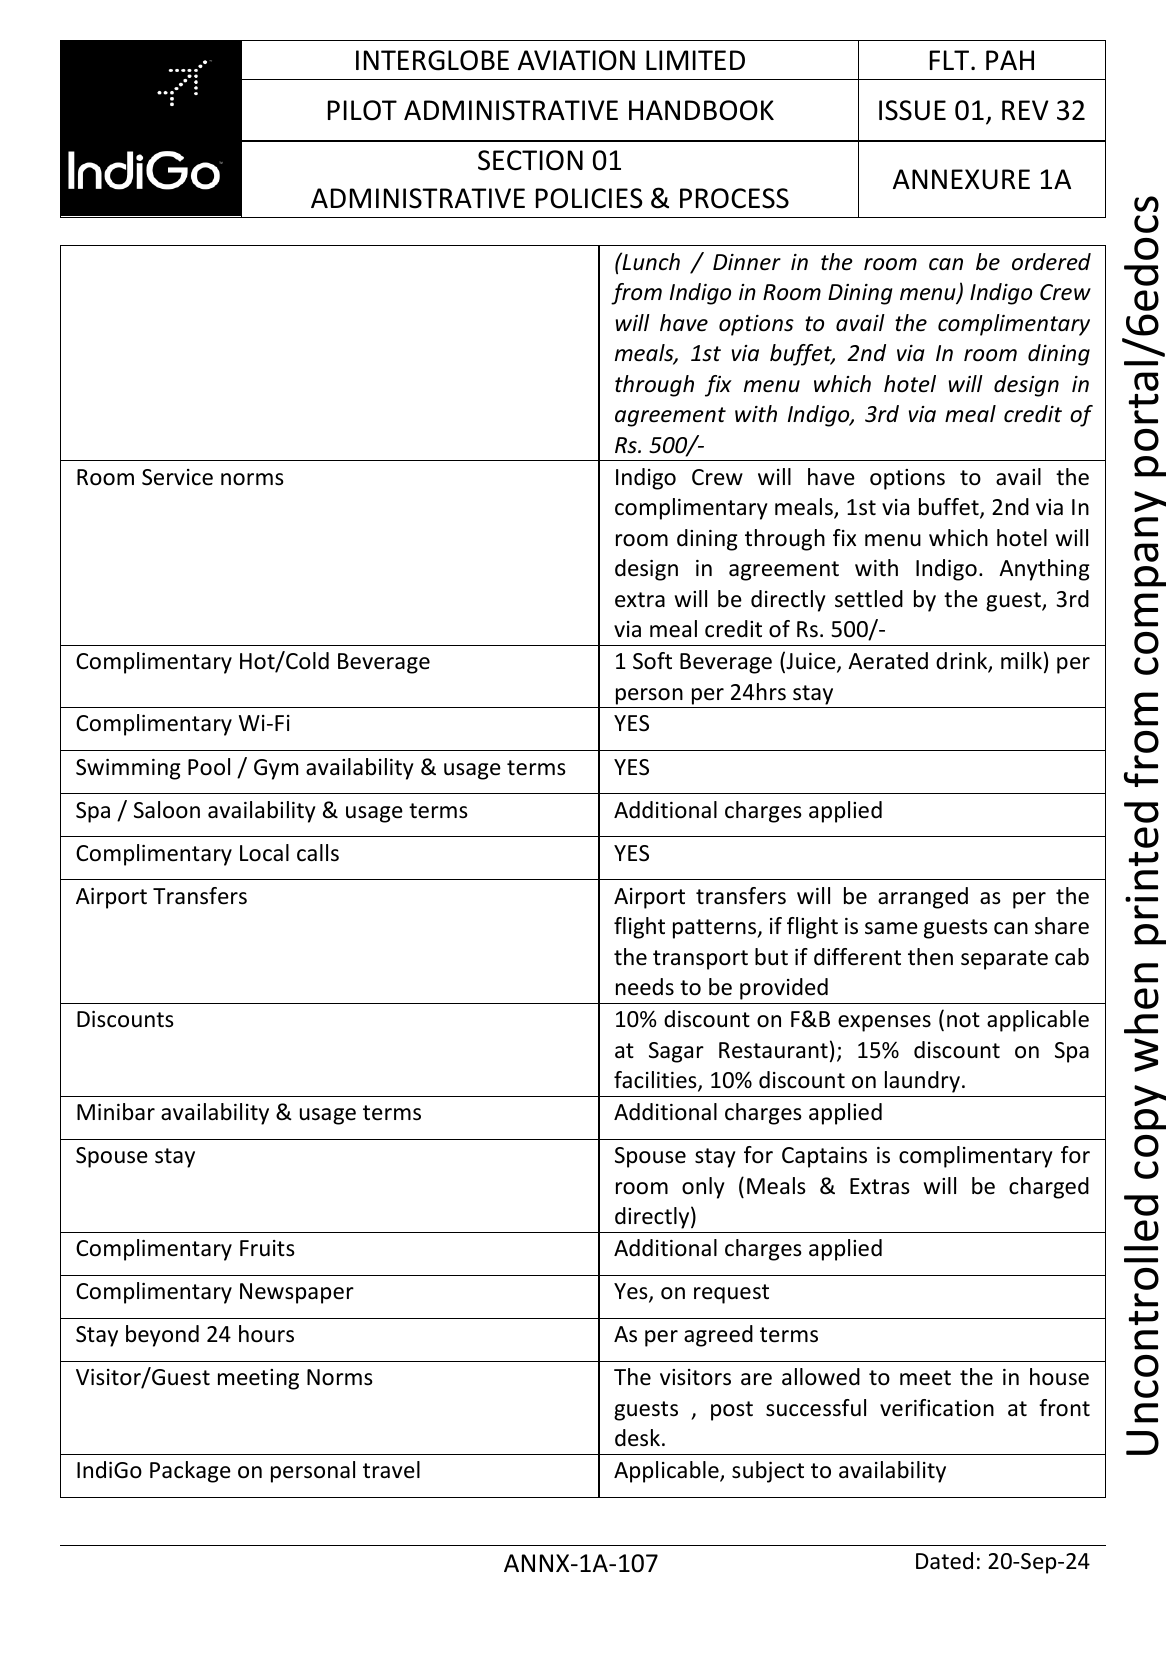 IndiGo
INTERGLOBE AVIATION LIMITED
FLT. PAH
PILOT ADMINISTRATIVE HANDBOOK
ISSUE 01, REV 32
SECTION 01
ADMINISTRATIVE POLICIES & PROCESS
ANNEXURE 1A
(Lunch / Dinner in the room can be ordered
from Indigo in Room Dining menu) Indigo Crew
will have options to avail the complimentary
meals, 1st via buffet, 2nd via In room dining
through fix menu which hotel will design in
agreement with Indigo, 3rd via meal credit of
Rs. 500/-
Room Service norms
Indigo Crew will have options to avail the
complimentary meals, 1st via buffet, 2nd via In
room dining through fix menu which hotel will
design in agreement with Indigo. Anything
extra will be directly settled by the guest, 3rd
via meal credit of Rs. 500/-
Complimentary Hot/Cold Beverage
1 Soft Beverage (Juice, Aerated drink, milk) per
person per 24hrs stay
Complimentary Wi-Fi
YES
Swimming Pool / Gym availability & usage terms
YES
Spa / Saloon availability & usage terms
Additional charges applied
Complimentary Local calls
YES
Airport Transfers
Airport transfers will be arranged as per the
flight patterns, if flight is same guests can share
the transport but if different then separate cab
needs to be provided
Discounts
10% discount on F&B expenses (not applicable
at Sagar Restaurant); 15% discount on Spa
facilities, 10% discount on laundry.
Minibar availability & usage terms
Additional charges applied
Spouse stay
Spouse stay for Captains is complimentary for
room only (Meals & Extras will be charged
directly)
Complimentary Fruits
Additional charges applied
Complimentary Newspaper
Yes, on request
Stay beyond 24 hours
As per agreed terms
Visitor/Guest meeting Norms
The visitors are allowed to meet the in house
guests , post successful verification at front
desk.
IndiGo Package on personal travel
Applicable, subject to availability
ANNX-1A-107
Dated: 20-Sep-24
Uncontrolled copy when printed from company portal/6edocs